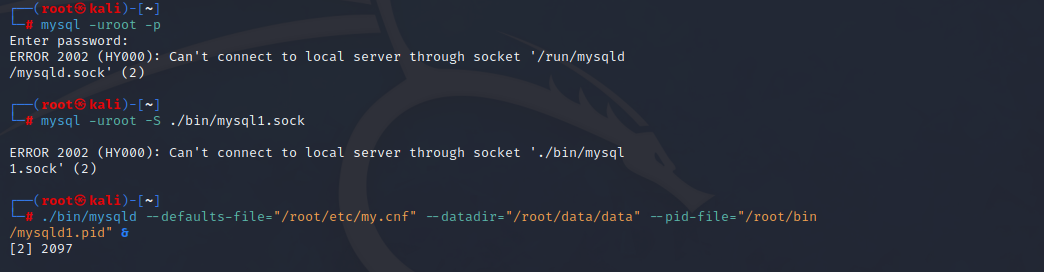 ┌──(root㉿kali)-[~]
└─# mysql -uroot -p
Enter password:
ERROR 2002 (HY000): Can't connect to local server through socket '/run/mysqld
/mysqld.sock' (2)
┌──(root㉿kali)-[~]
└─# mysql -uroot -S ./bin/mysql1.sock
ERROR 2002 (HY000): Can't connect to local server through socket './bin/mysql
1.sock' (2)
┌──(root㉿kali)-[~]
└─# ./bin/mysqld --defaults-file="/root/etc/my.cnf" --datadir="/root/data/data" --pid-file="/root/bin
/mysqld1.pid" &
[2] 2097